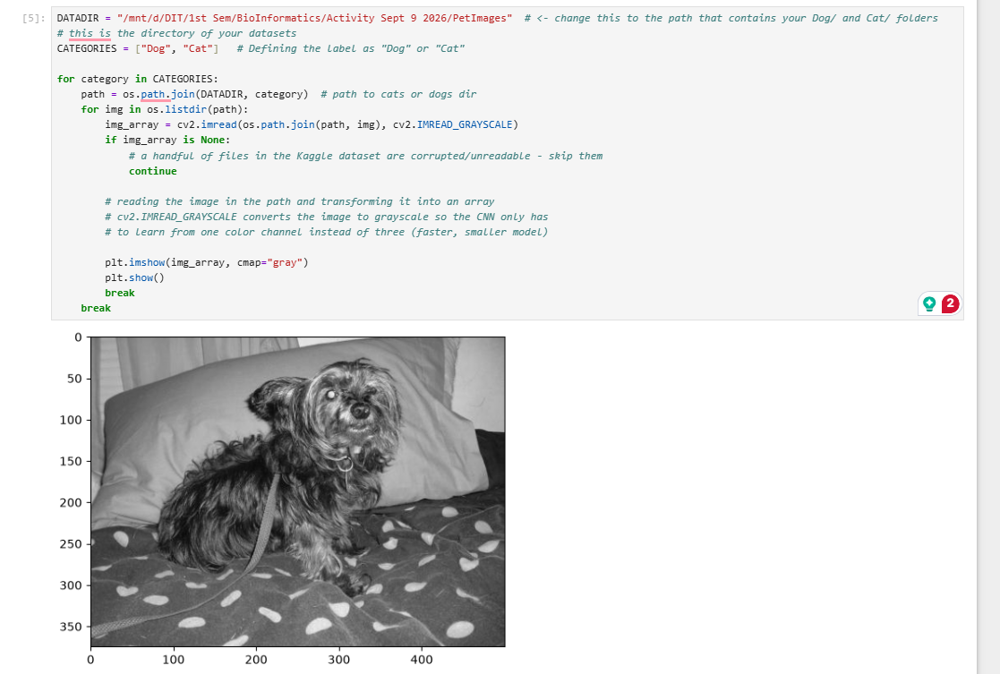 [5]: DATADIR = "/mnt/d/DIT/1st Sem/BioInformatics/Activity Sept 9 2026/PetImages"  # <- change this to the path that contains your Dog/ and Cat/ folders
# this is the directory of your datasets
CATEGORIES = ["Dog", "Cat"]   # Defining the label as "Dog" or "Cat"
for category in CATEGORIES:
    path = os.path.join(DATADIR, category)  # path to cats or dogs dir
    for img in os.listdir(path):
        img_array = cv2.imread(os.path.join(path, img), cv2.IMREAD_GRAYSCALE)
        if img_array is None:
            # a handful of files in the Kaggle dataset are corrupted/unreadable - skip them
            continue
        # reading the image in the path and transforming it into an array
        # cv2.IMREAD_GRAYSCALE converts the image to grayscale so the CNN only has
        # to learn from one color channel instead of three (faster, smaller model)
        plt.imshow(img_array, cmap="gray")
        plt.show()
        break
    break
2
0
50
100
150
200
250
300
350
0 100 200 300 400